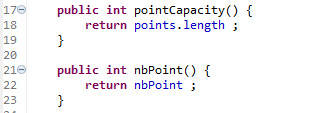 17 public int pointCapacity() {
18 return points.length ;
19 }
20
21 public int nbPoint() {
22 return nbPoint ;
23 }